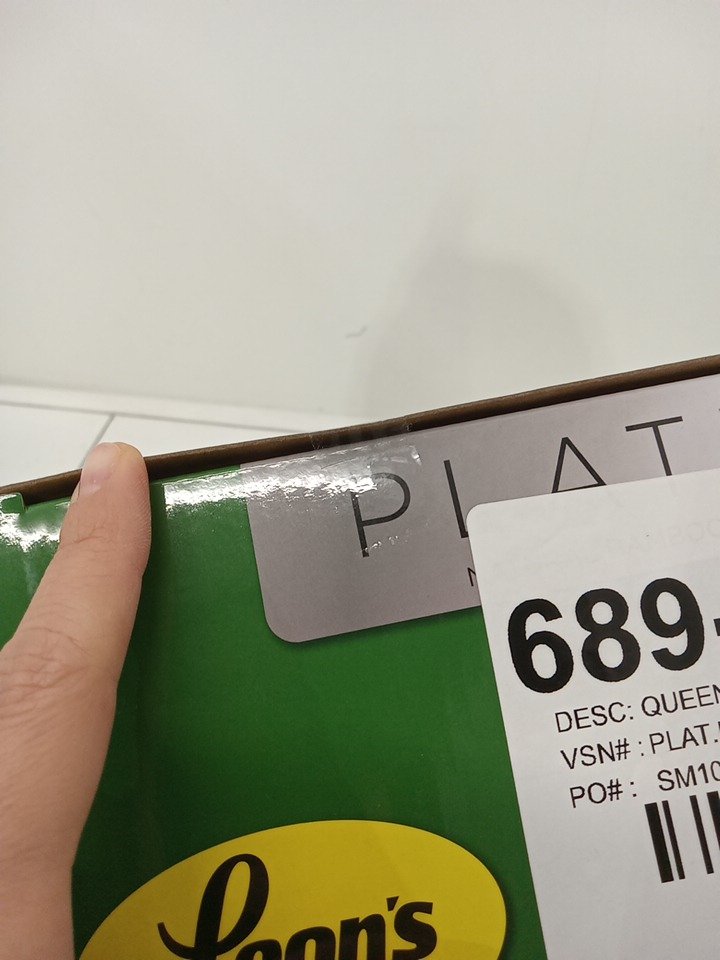 PLAT
689-
DESC: QUEEN
VSN# : PLAT.
PO# : SM10
Leon's